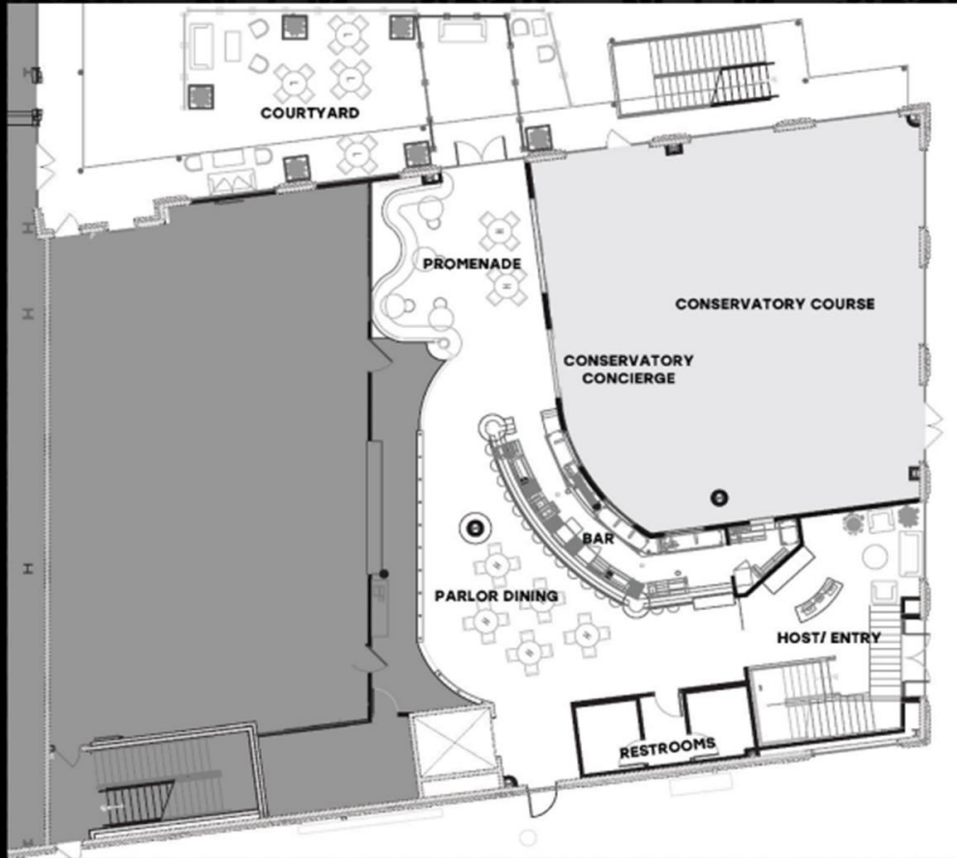 COURTYARD
PROMENADE
CONSERVATORY COURSE
CONSERVATORY
CONCIERGE
BAR
PARLOR DINING
HOST/ ENTRY
RESTROOMS